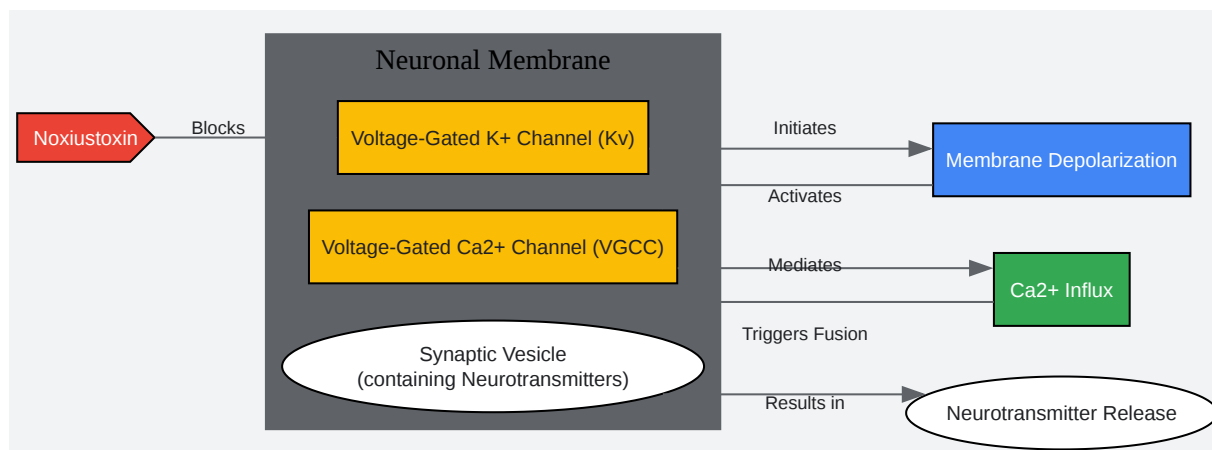 Neuronal Membrane
Noxiustoxin
Blocks
Voltage-Gated K+ Channel (Kv)
Initiates
Membrane Depolarization
Activates
Voltage-Gated Ca2+ Channel (VGCC)
Mediates
Ca2+ Influx
Triggers Fusion
Synaptic Vesicle
(containing Neurotransmitters)
Results in
Neurotransmitter Release